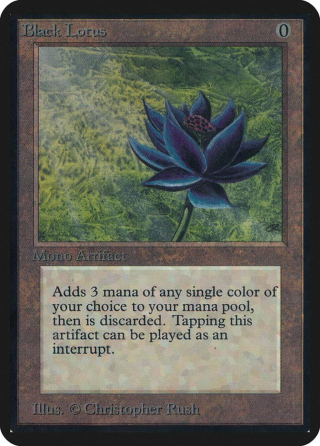 Black Lotus 0
Mono Artifact
Adds 3 mana of any single color of
your choice to your mana pool,
then is discarded. Tapping this
artifact can be played as an
interrupt.
Illus. © Christopher Rush